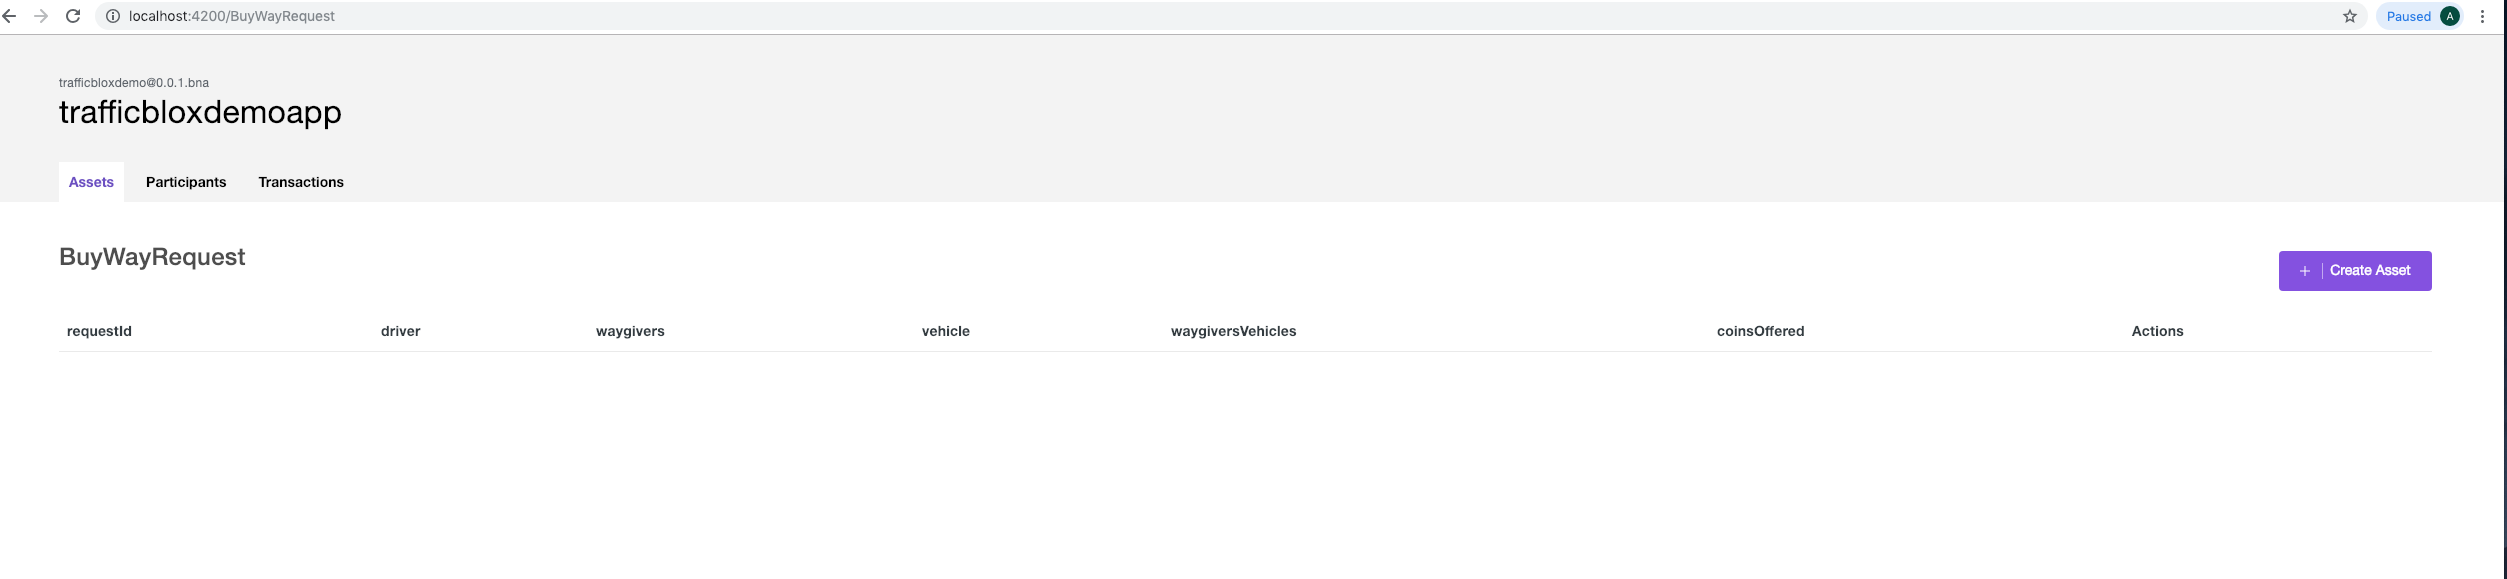 localhost:4200/BuyWayRequest
Paused A
trafficbloxdemo@0.0.1.bna
trafficbloxdemoapp
Assets Participants Transactions
BuyWayRequest
+ | Create Asset
requestId driver waygivers vehicle waygiversVehicles coinsOffered Actions